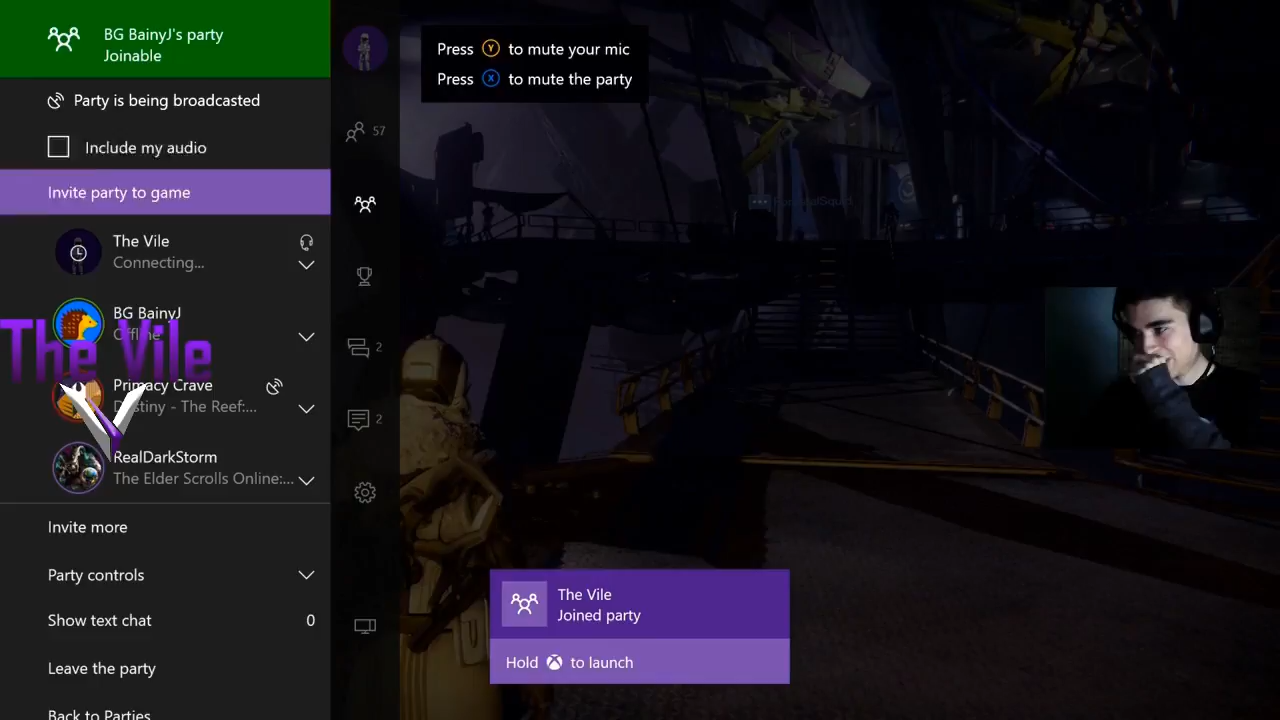 BG BainyJ's party
Joinable
Party is being broadcasted
Include my audio
Invite party to game
The Vile
Connecting...
BG BainyJ
Offline
The Vile
Primacy Crave
Destiny - The Reef:...
RealDarkStorm
The Elder Scrolls Online:...
Invite more
Party controls
Show text chat 0
Leave the party
Back to Parties
57
2
2
Press Y to mute your mic
Press X to mute the party
The Vile
Joined party
Hold to launch